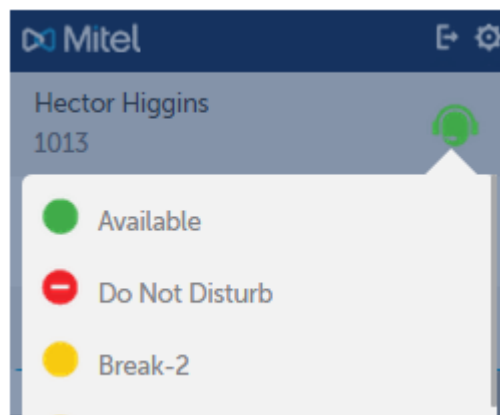 Mitel
Hector Higgins
1013
Available
Do Not Disturb
Break-2